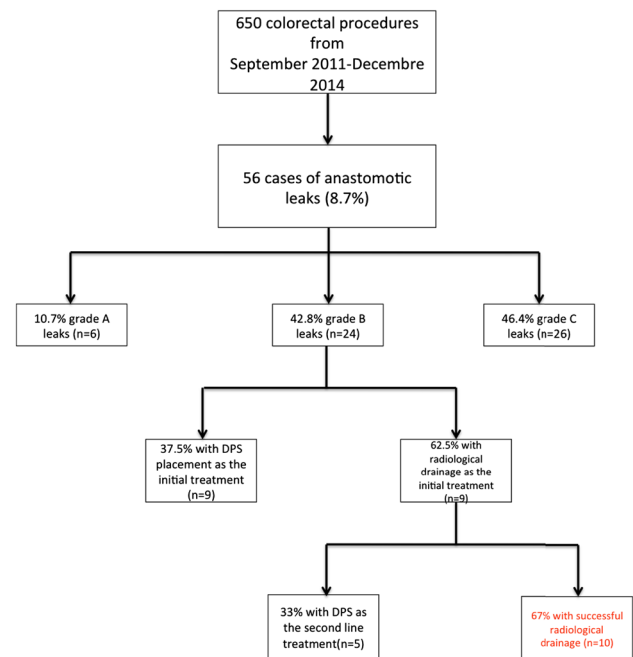 650 colorectal procedures
from
September 2011-Decembre
2014
56 cases of anastomotic
leaks (8.7%)
10.7% grade A
leaks (n=6)
42.8% grade B
leaks (n=24)
46.4% grade C
leaks (n=26)
37.5% with DPS
placement as the
initial treatment
(n=9)
62.5% with
radiological
drainage as the
initial treatment
(n=9)
33% with DPS as
the second line
treatment(n=5)
67% with successful
radiological
drainage (n=10)